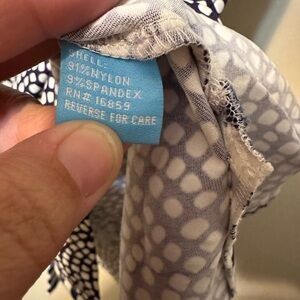 SHELL:
91%NYLON
9%SPANDEX
RN# 16859
REVERSE FOR CARE